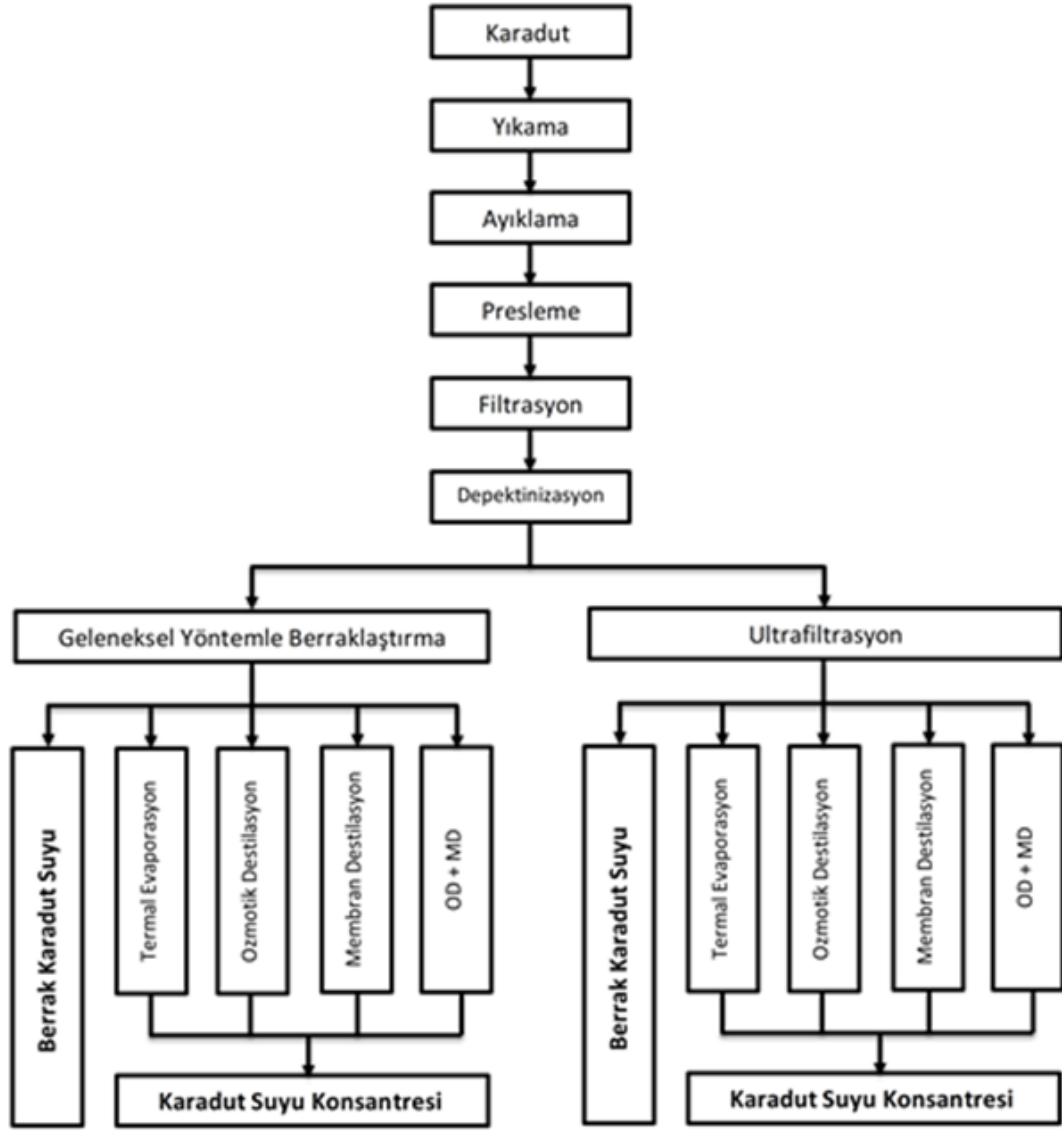 Karadut
Yıkama
Ayıklama
Presleme
Filtrasyon
Depektinizasyon
Geleneksel Yöntemle Berraklaştırma
Berrak Karadut Suyu
Termal Evaporasyon
Ozmotik Destilasyon
Membran Destilasyon
OD + MD
Karadut Suyu Konsantresi
Ultrafiltrasyon
Berrak Karadut Suyu
Termal Evaporasyon
Ozmotik Destilasyon
Membran Destilasyon
OD + MD
Karadut Suyu Konsantresi